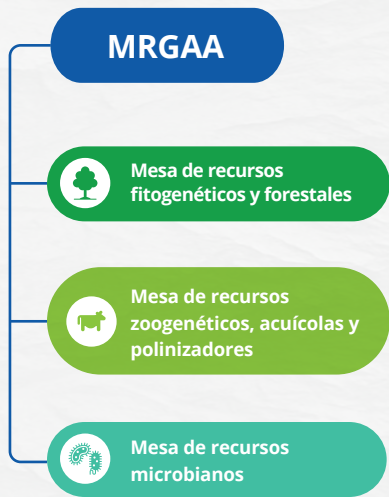 MRGAA
Mesa de recursos
fitogenéticos y forestales
Mesa de recursos
zoogenéticos, acuícolas y
polinizadores
Mesa de recursos
microbianos